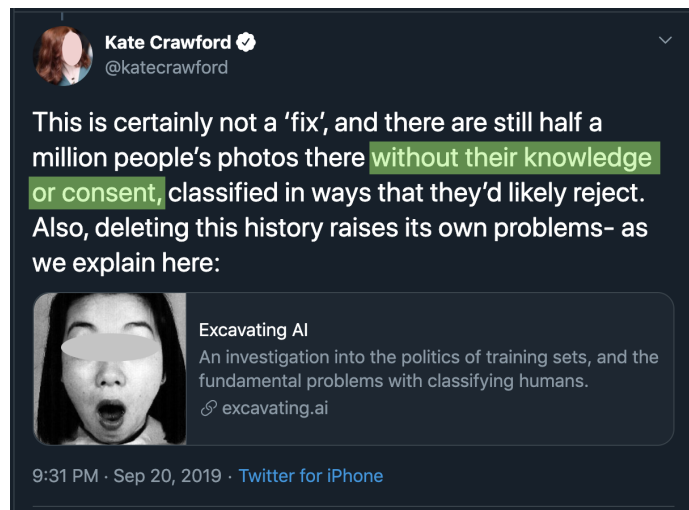 Kate Crawford
@katecrawford
This is certainly not a ‘fix’, and there are still half a
million people’s photos there without their knowledge
or consent, classified in ways that they’d likely reject.
Also, deleting this history raises its own problems- as
we explain here:
Excavating AI
An investigation into the politics of training sets, and the
fundamental problems with classifying humans.
excavating.ai
9:31 PM · Sep 20, 2019 · Twitter for iPhone